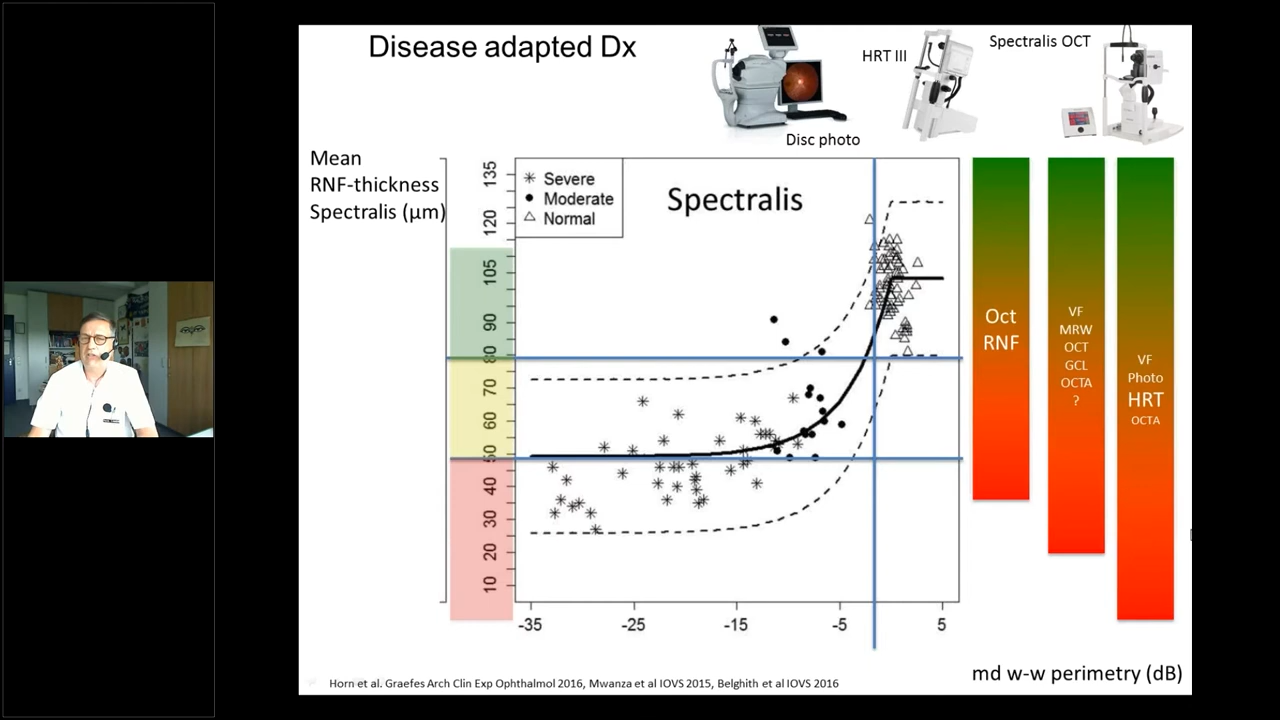 Disease adapted Dx
HRT III
Spectralis OCT
Disc photo
Mean
RNF-thickness
Spectralis (µm)
Severe
Moderate
Normal
Spectralis
135
120
105
90
80
70
60
50
40
30
20
10
-35
-25
-15
-5
5
Oct
RNF
VF
MRW
OCT
GCL
OCTA
?
VF
Photo
HRT
OCTA
md w-w perimetry (dB)
Horn et al. Graefes Arch Clin Exp Ophthalmol 2016, Mwanza et al IOVS 2015, Belghith et al IOVS 2016